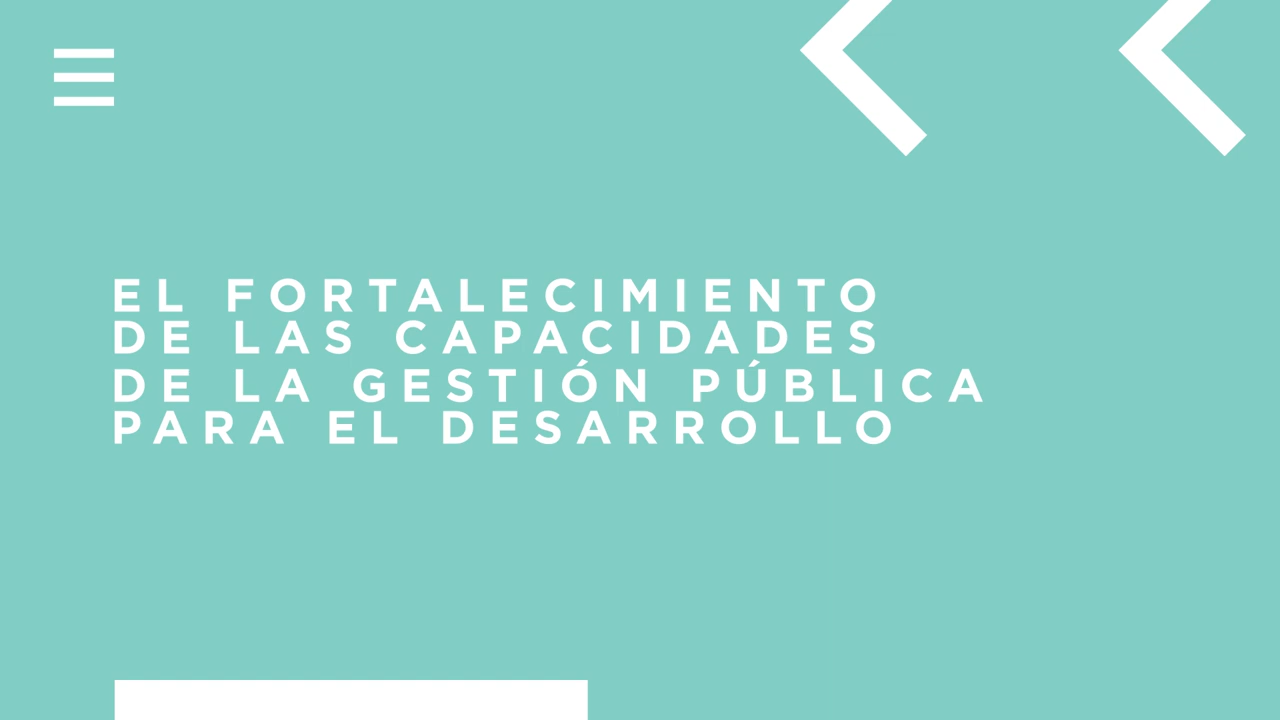 EL FORTALECIMIENTO
DE LAS CAPACIDADES
DE LA GESTIÓN PÚBLICA
PARA EL DESARROLLO